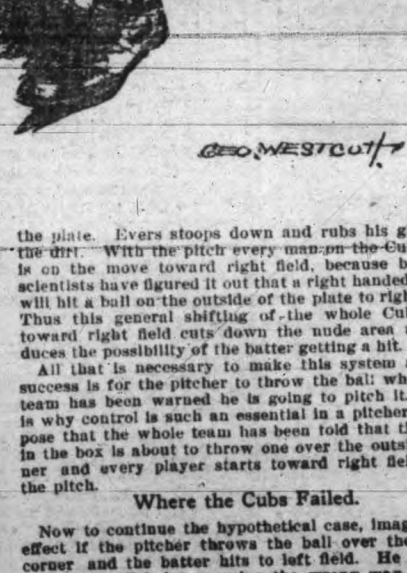 GEO. WESTCOTT
the plate. Evers stoops down and rubs his g
the dirt. With the pitch every man on the Cu
is on the move toward right field, because b
scientists have figured it out that a right handed
will hit a ball on the outside of the plate to righ
Thus this general shifting of the whole Cu
toward right field cuts down the nude area a
duces the possibility of the batter getting a hit.
All that is necessary to make this system a
success is for the pitcher to throw the ball whe
team has been warned he is going to pitch it.
is why control is such an essential in a pitcher
pose that the whole team has been told that t
in the box is about to throw one over the outs
ner and every player starts toward right fiel
the pitch.
Where the Cubs Failed.
Now to continue the hypothetical case, imag
effect if the pitcher throws the ball over the
corner and the batter hits to left field. He